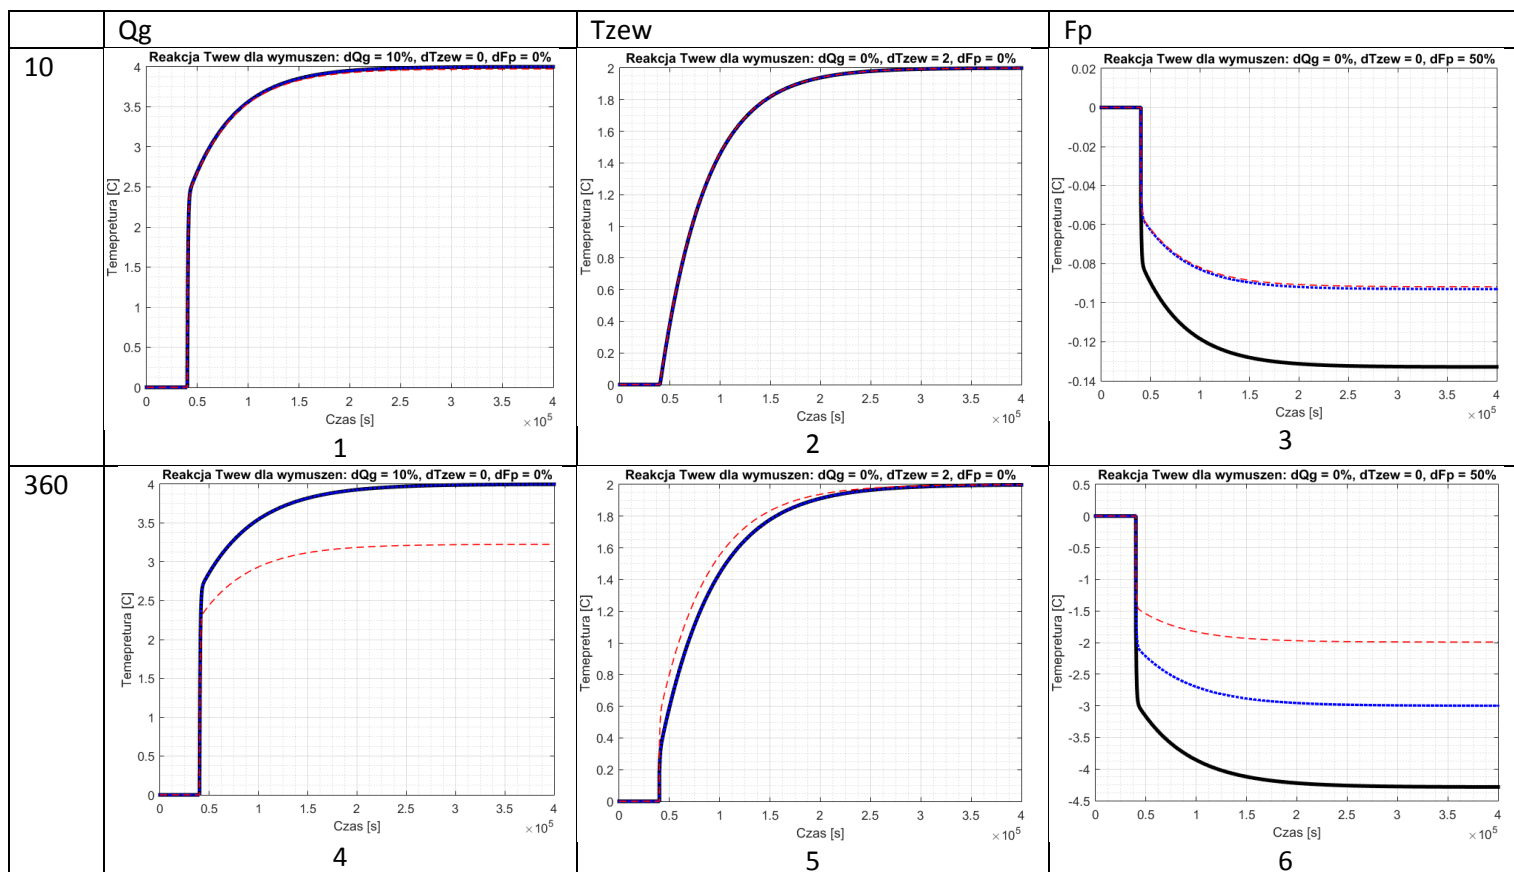 Qg
Tzew
Fp
10
Reakcja Twew dla wymuszen: dQg = 10%, dTzew = 0, dFp = 0%
4
3.5
3
2.5
2
1.5
1
0.5
0
Temepretura [C]
0 0.5 1 1.5 2 2.5 3 3.5 4
Czas [s]
×10⁵
1
Reakcja Twew dla wymuszen: dQg = 0%, dTzew = 2, dFp = 0%
2
1.8
1.6
1.4
1.2
1
0.8
0.6
0.4
0.2
0
Temepretura [C]
0 0.5 1 1.5 2 2.5 3 3.5 4
Czas [s]
×10⁵
2
Reakcja Twew dla wymuszen: dQg = 0%, dTzew = 0, dFp = 50%
0.02
0
-0.02
-0.04
-0.06
-0.08
-0.1
-0.12
-0.14
Temepretura [C]
0 0.5 1 1.5 2 2.5 3 3.5 4
Czas [s]
×10⁵
3
360
Reakcja Twew dla wymuszen: dQg = 10%, dTzew = 0, dFp = 0%
4
3.5
3
2.5
2
1.5
1
0.5
0
Temepretura [C]
0 0.5 1 1.5 2 2.5 3 3.5 4
Czas [s]
×10⁵
4
Reakcja Twew dla wymuszen: dQg = 0%, dTzew = 2, dFp = 0%
2
1.8
1.6
1.4
1.2
1
0.8
0.6
0.4
0.2
0
Temepretura [C]
0 0.5 1 1.5 2 2.5 3 3.5 4
Czas [s]
×10⁵
5
Reakcja Twew dla wymuszen: dQg = 0%, dTzew = 0, dFp = 50%
0.5
0
-0.5
-1
-1.5
-2
-2.5
-3
-3.5
-4
-4.5
Temepretura [C]
0 0.5 1 1.5 2 2.5 3 3.5 4
Czas [s]
×10⁵
6